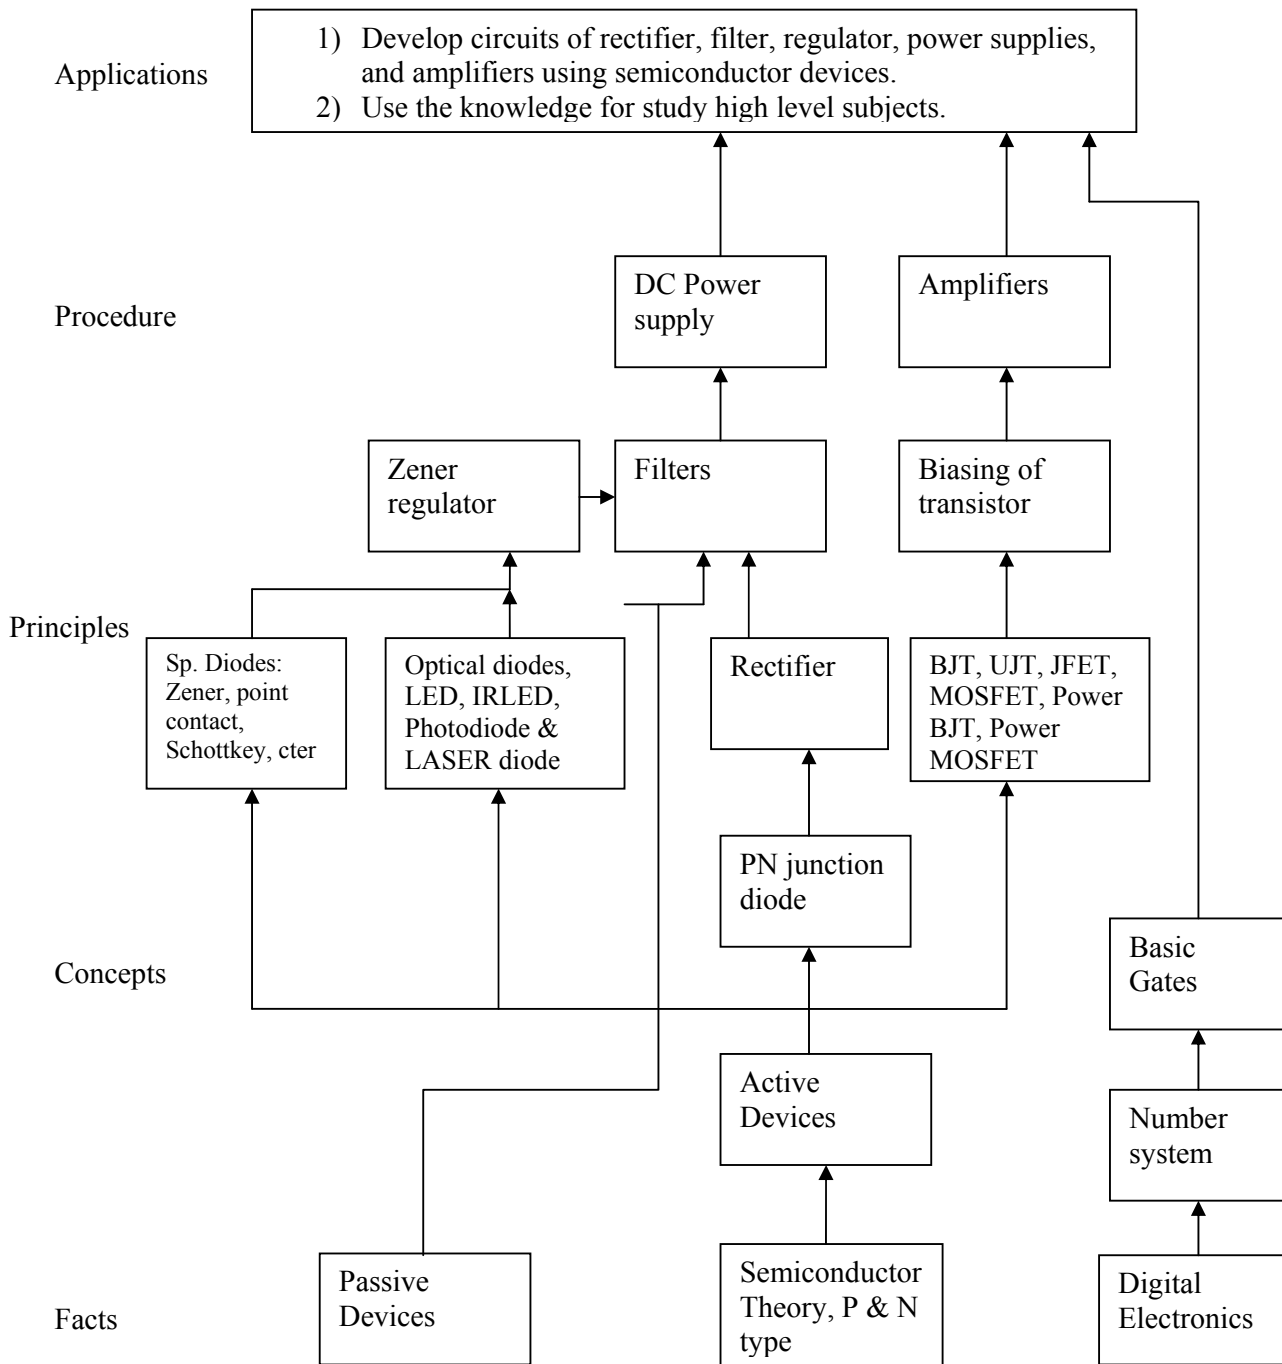 1) Develop circuits of rectifier, filter, regulator, power supplies,
and amplifiers using semiconductor devices.
2) Use the knowledge for study high level subjects.
Applications
DC Power
supply
Amplifiers
Procedure
Zener
regulator
Filters
Biasing of
transistor
Principles
Sp. Diodes:
Zener, point
contact,
Schottkey, cter
Optical diodes,
LED, IRLED,
Photodiode &
LASER diode
Rectifier
BJT, UJT, JFET,
MOSFET, Power
BJT, Power
MOSFET
PN junction
diode
Concepts
Basic
Gates
Active
Devices
Number
system
Passive
Devices
Semiconductor
Theory, P & N
type
Digital
Electronics
Facts